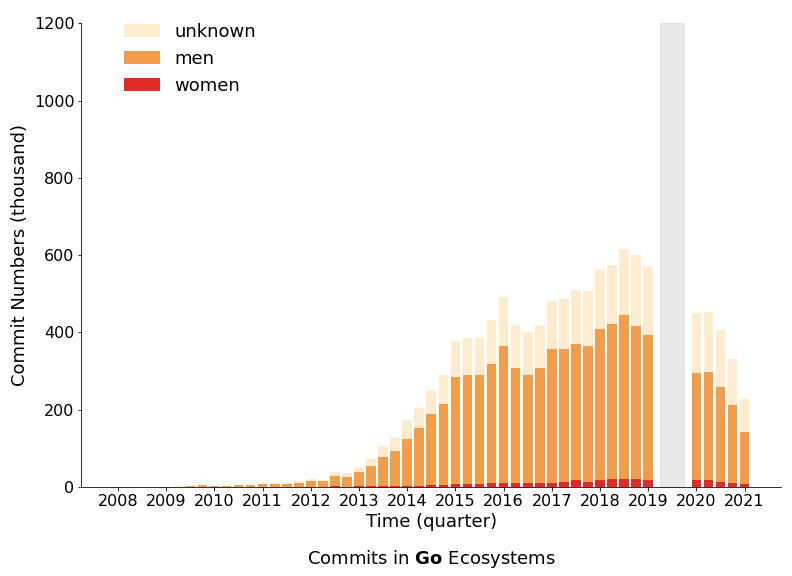 unknown
men
women
Commit Numbers (thousand)
1200
1000
800
600
400
200
0
2008 2009 2010 2011 2012 2013 2014 2015 2016 2017 2018 2019 2020 2021
Time (quarter)
Commits in Go Ecosystems